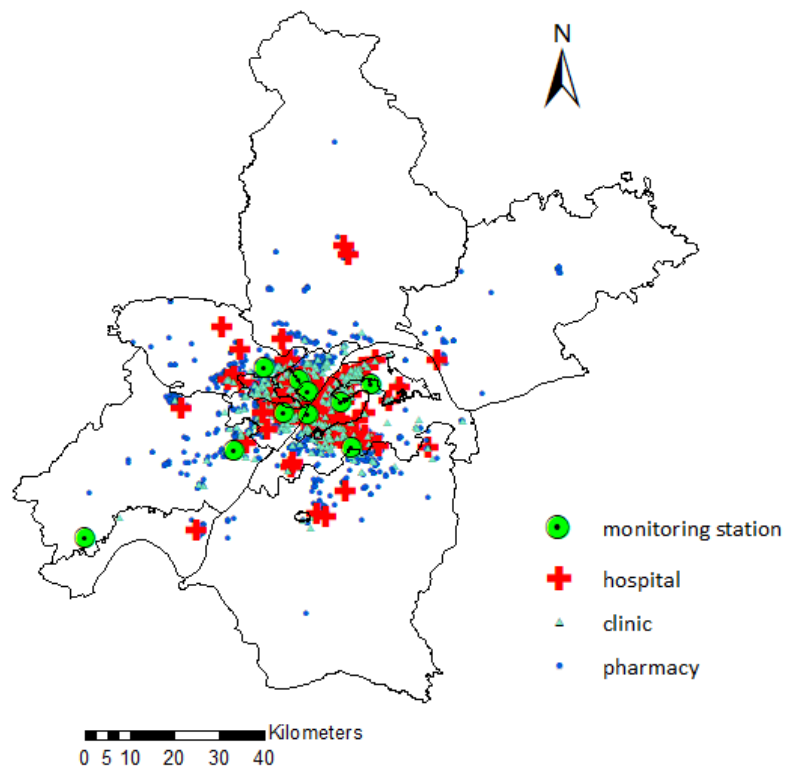 N
monitoring station
hospital
clinic
pharmacy
Kilometers
0 5 10 20 30 40